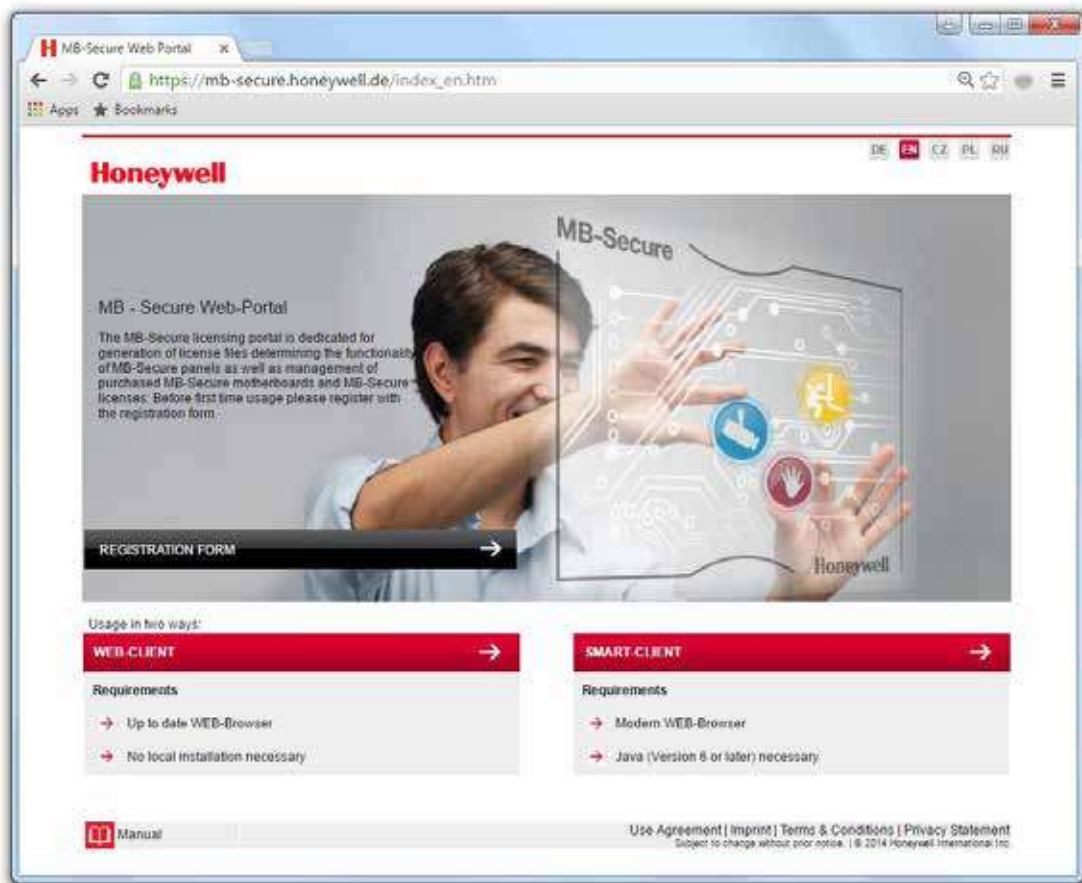 MB-Secure Web Portal
https://mb-secure.honeywell.de/index_en.htm
Apps Bookmarks
DE EN CZ PL RU
Honeywell
MB-Secure
MB - Secure Web-Portal
The MB-Secure licensing portal is dedicated for
generation of license files determining the functionality
of MB-Secure panels as well as management of
purchased MB-Secure motherboards and MB-Secure
licenses. Before first time usage please register with
the registration form.
REGISTRATION FORM
Honeywell
Usage in two ways:
WEB-CLIENT
SMART-CLIENT
Requirements
Requirements
Up to date WEB-Browser
Modern WEB-Browser
No local installation necessary
Java (Version 6 or later) necessary
Manual
Use Agreement | Imprint | Terms & Conditions | Privacy Statement
Subject to change without prior notice. | © 2014 Honeywell International Inc.